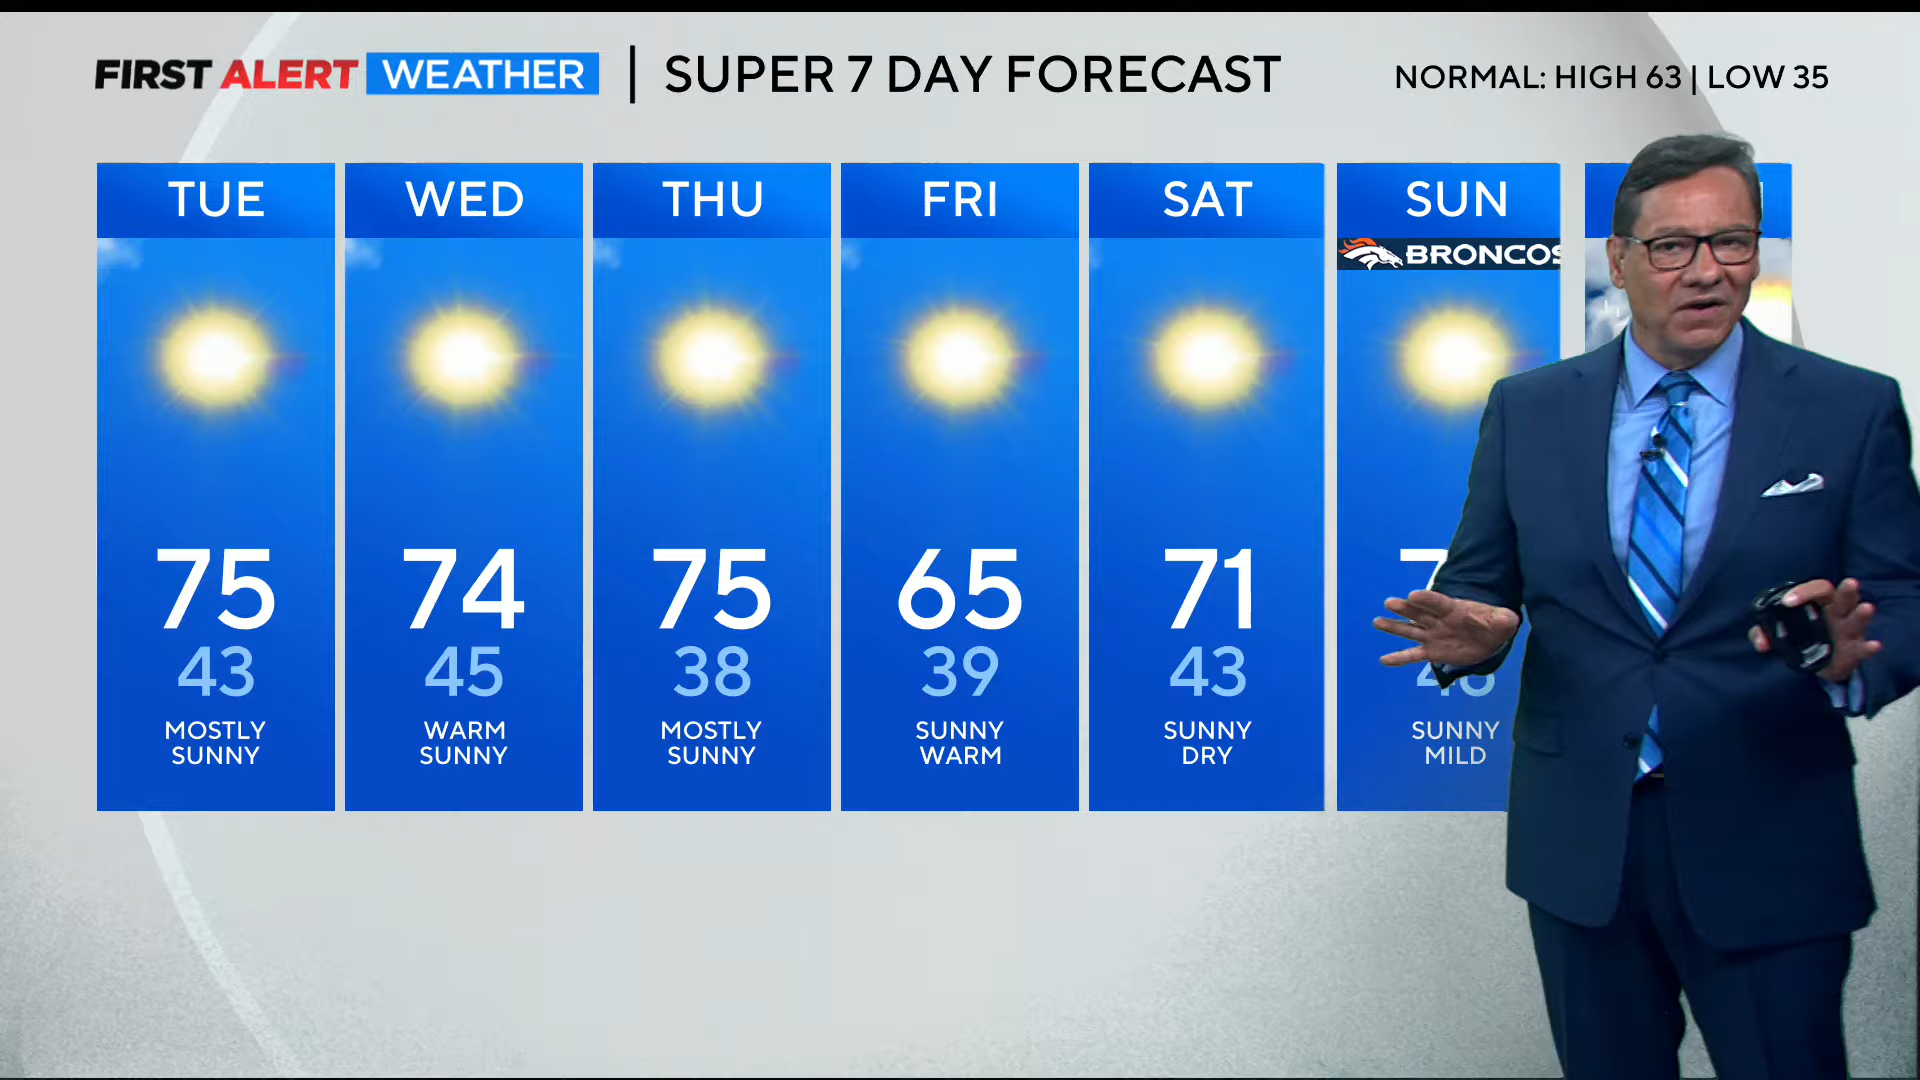 FIRST ALERT WEATHER | SUPER 7 DAY FORECAST
NORMAL: HIGH 63 | LOW 35
TUE
75
43
MOSTLY
SUNNY
WED
74
45
WARM
SUNNY
THU
75
38
MOSTLY
SUNNY
FRI
65
39
SUNNY
WARM
SAT
71
43
SUNNY
DRY
SUN
BRONCOS
SUNNY
MILD